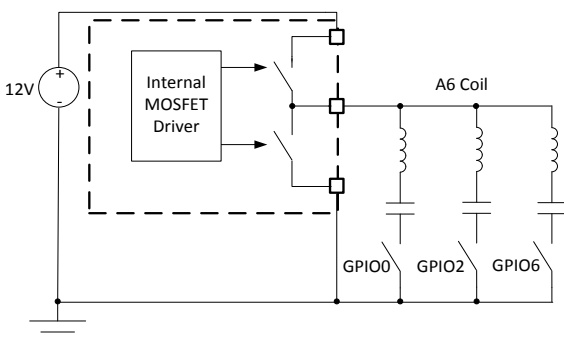 12V
+
-
Internal
MOSFET
Driver
A6 Coil
GPIO0
GPIO2
GPIO6